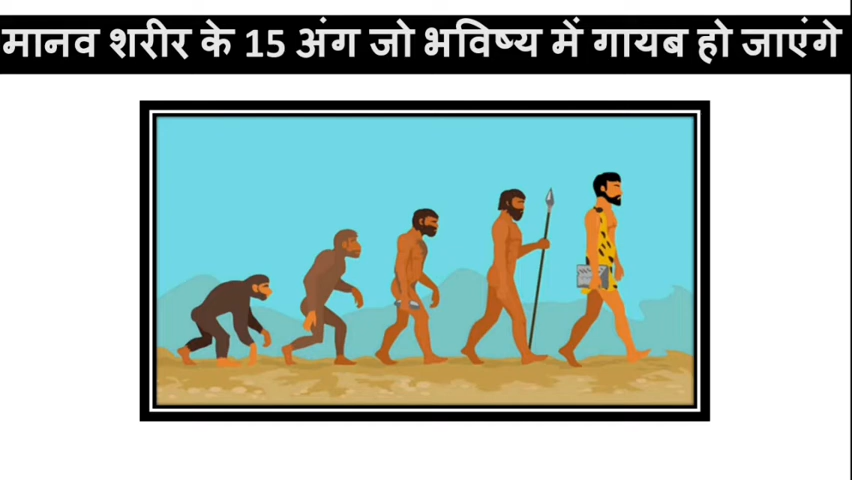 मानव शरीर के 15 अंग जो भविष्य में गायब हो जाएंगे